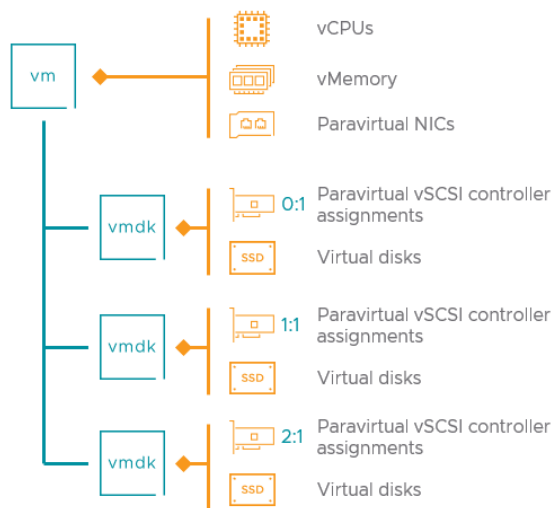 vm
vCPUs
vMemory
Paravirtual NICs
vmdk
0:1
Paravirtual vSCSI controller
assignments
SSD
Virtual disks
vmdk
1:1
Paravirtual vSCSI controller
assignments
SSD
Virtual disks
vmdk
2:1
Paravirtual vSCSI controller
assignments
SSD
Virtual disks